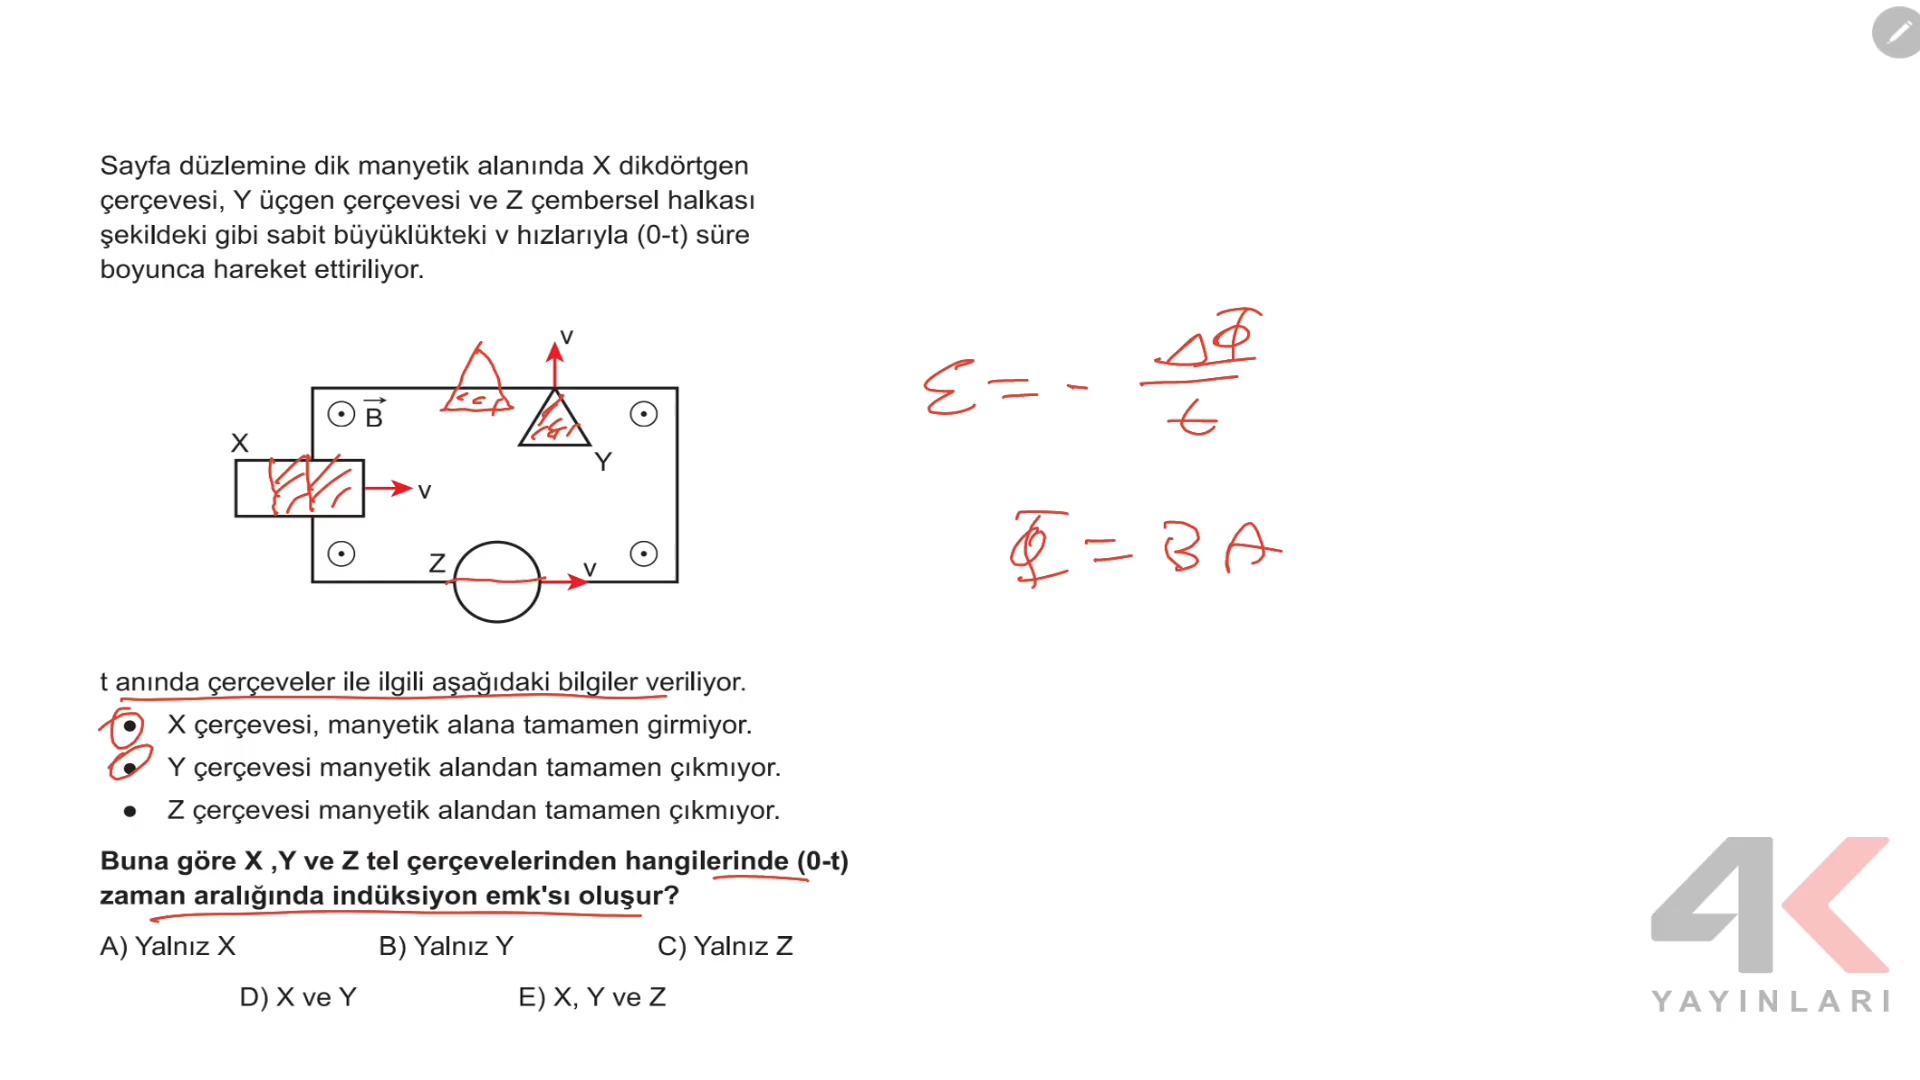 Sayfa düzlemine dik manyetik alanında X dikdörtgen
çerçevesi, Y üçgen çerçevesi ve Z çembersel halkası
şekildeki gibi sabit büyüklükteki v hızlarıyla (0-t) süre
boyunca hareket ettiriliyor.
v
B
X
Y
v
Z
v
ε = - ΔΦ / t
Φ = B A
t anında çerçeveler ile ilgili aşağıdaki bilgiler veriliyor.
• X çerçevesi, manyetik alana tamamen girmiyor.
• Y çerçevesi manyetik alandan tamamen çıkmıyor.
• Z çerçevesi manyetik alandan tamamen çıkmıyor.
Buna göre X ,Y ve Z tel çerçevelerinden hangilerinde (0-t)
zaman aralığında indüksiyon emk'sı oluşur?
A) Yalnız X B) Yalnız Y C) Yalnız Z
D) X ve Y E) X, Y ve Z
4K
YAYINLARI